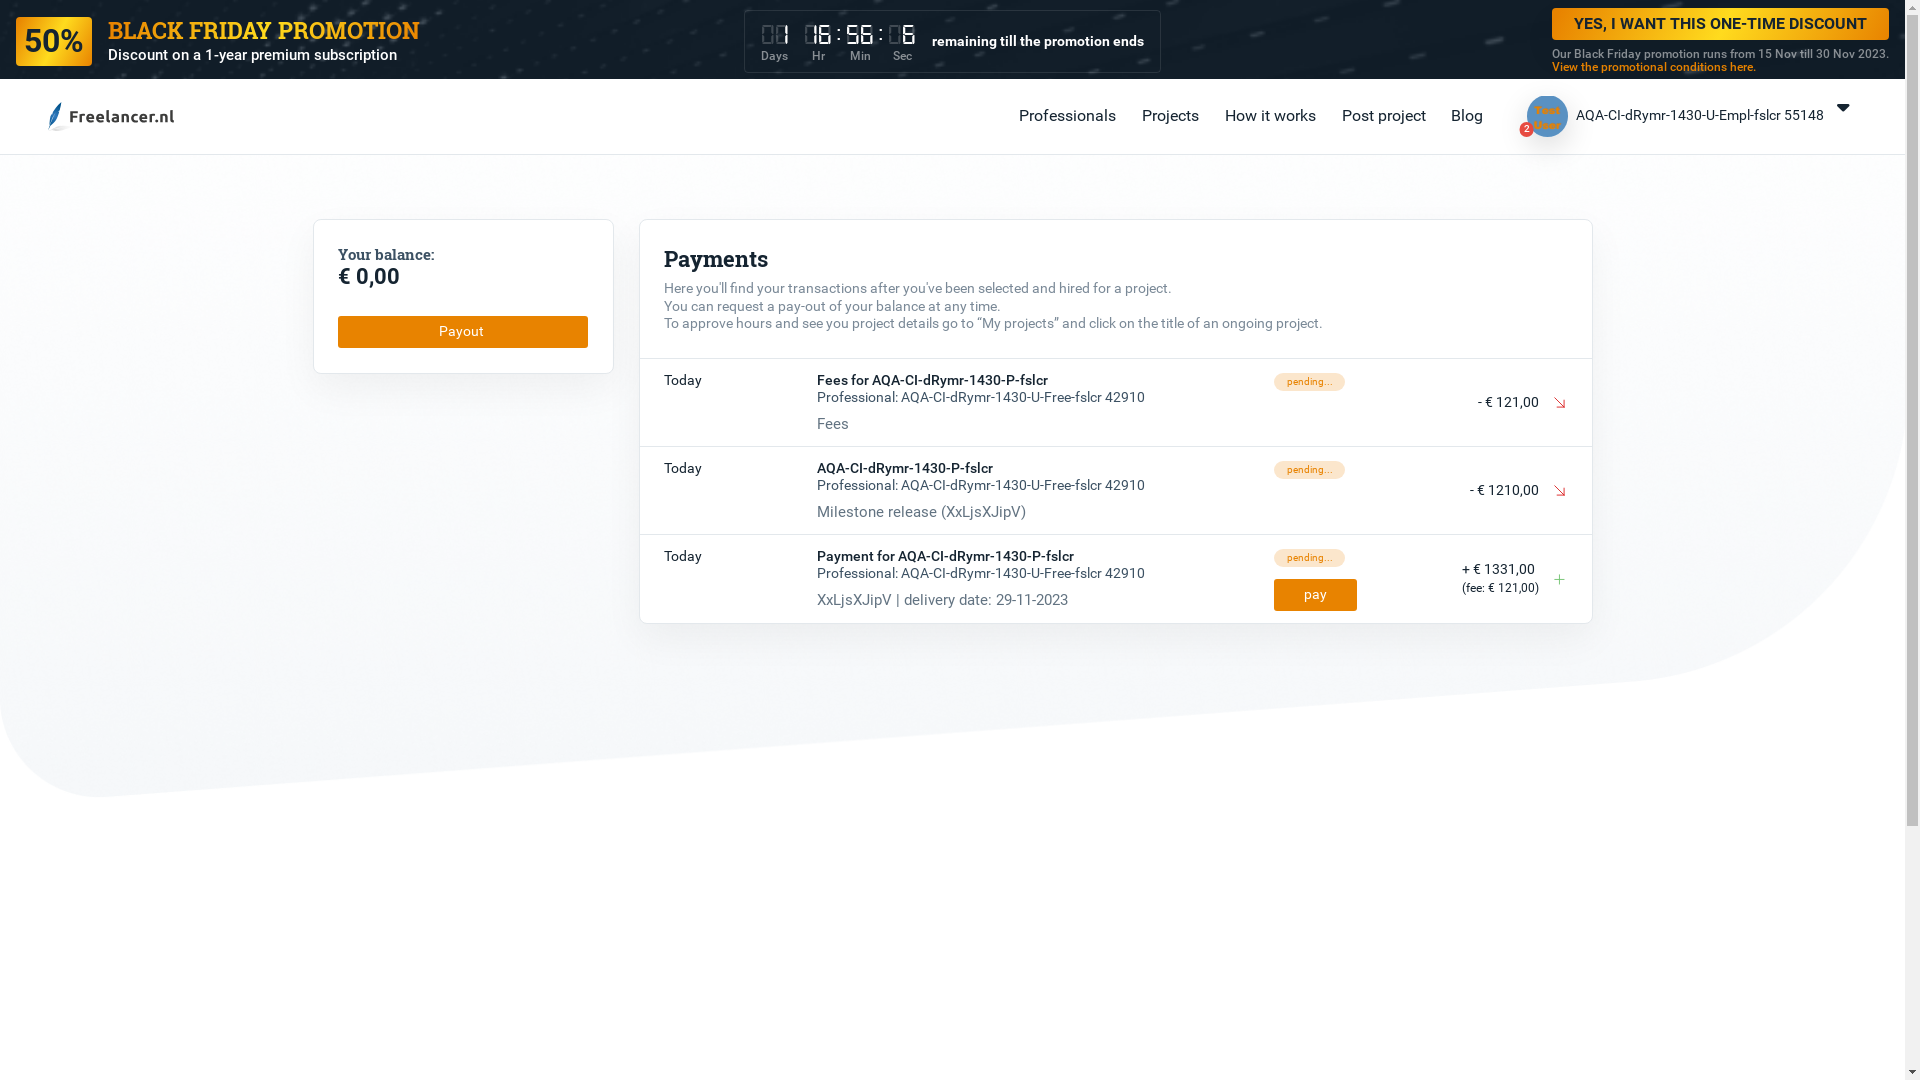 50%
BLACK FRIDAY PROMOTION
Discount on a 1-year premium subscription
1 16 : 56 : 6
Days Hr Min Sec
remaining till the promotion ends
YES, I WANT THIS ONE-TIME DISCOUNT
Our Black Friday promotion runs from 15 Nov till 30 Nov 2023.
View the promotional conditions here.
Freelancer.nl
Professionals
Projects
How it works
Post project
Blog
Test
User
2
AQA-CI-dRymr-1430-U-Empl-fslcr 55148
Your balance:
€ 0,00
Payout
Payments
Here you'll find your transactions after you've been selected and hired for a project.
You can request a pay-out of your balance at any time.
To approve hours and see you project details go to “My projects” and click on the title of an ongoing project.
Today
Fees for AQA-CI-dRymr-1430-P-fslcr
Professional: AQA-CI-dRymr-1430-U-Free-fslcr 42910
Fees
pending...
- € 121,00
Today
AQA-CI-dRymr-1430-P-fslcr
Professional: AQA-CI-dRymr-1430-U-Free-fslcr 42910
Milestone release (XxLjsXJipV)
pending...
- € 1210,00
Today
Payment for AQA-CI-dRymr-1430-P-fslcr
Professional: AQA-CI-dRymr-1430-U-Free-fslcr 42910
XxLjsXJipV | delivery date: 29-11-2023
pending...
pay
+ € 1331,00
(fee: € 121,00)